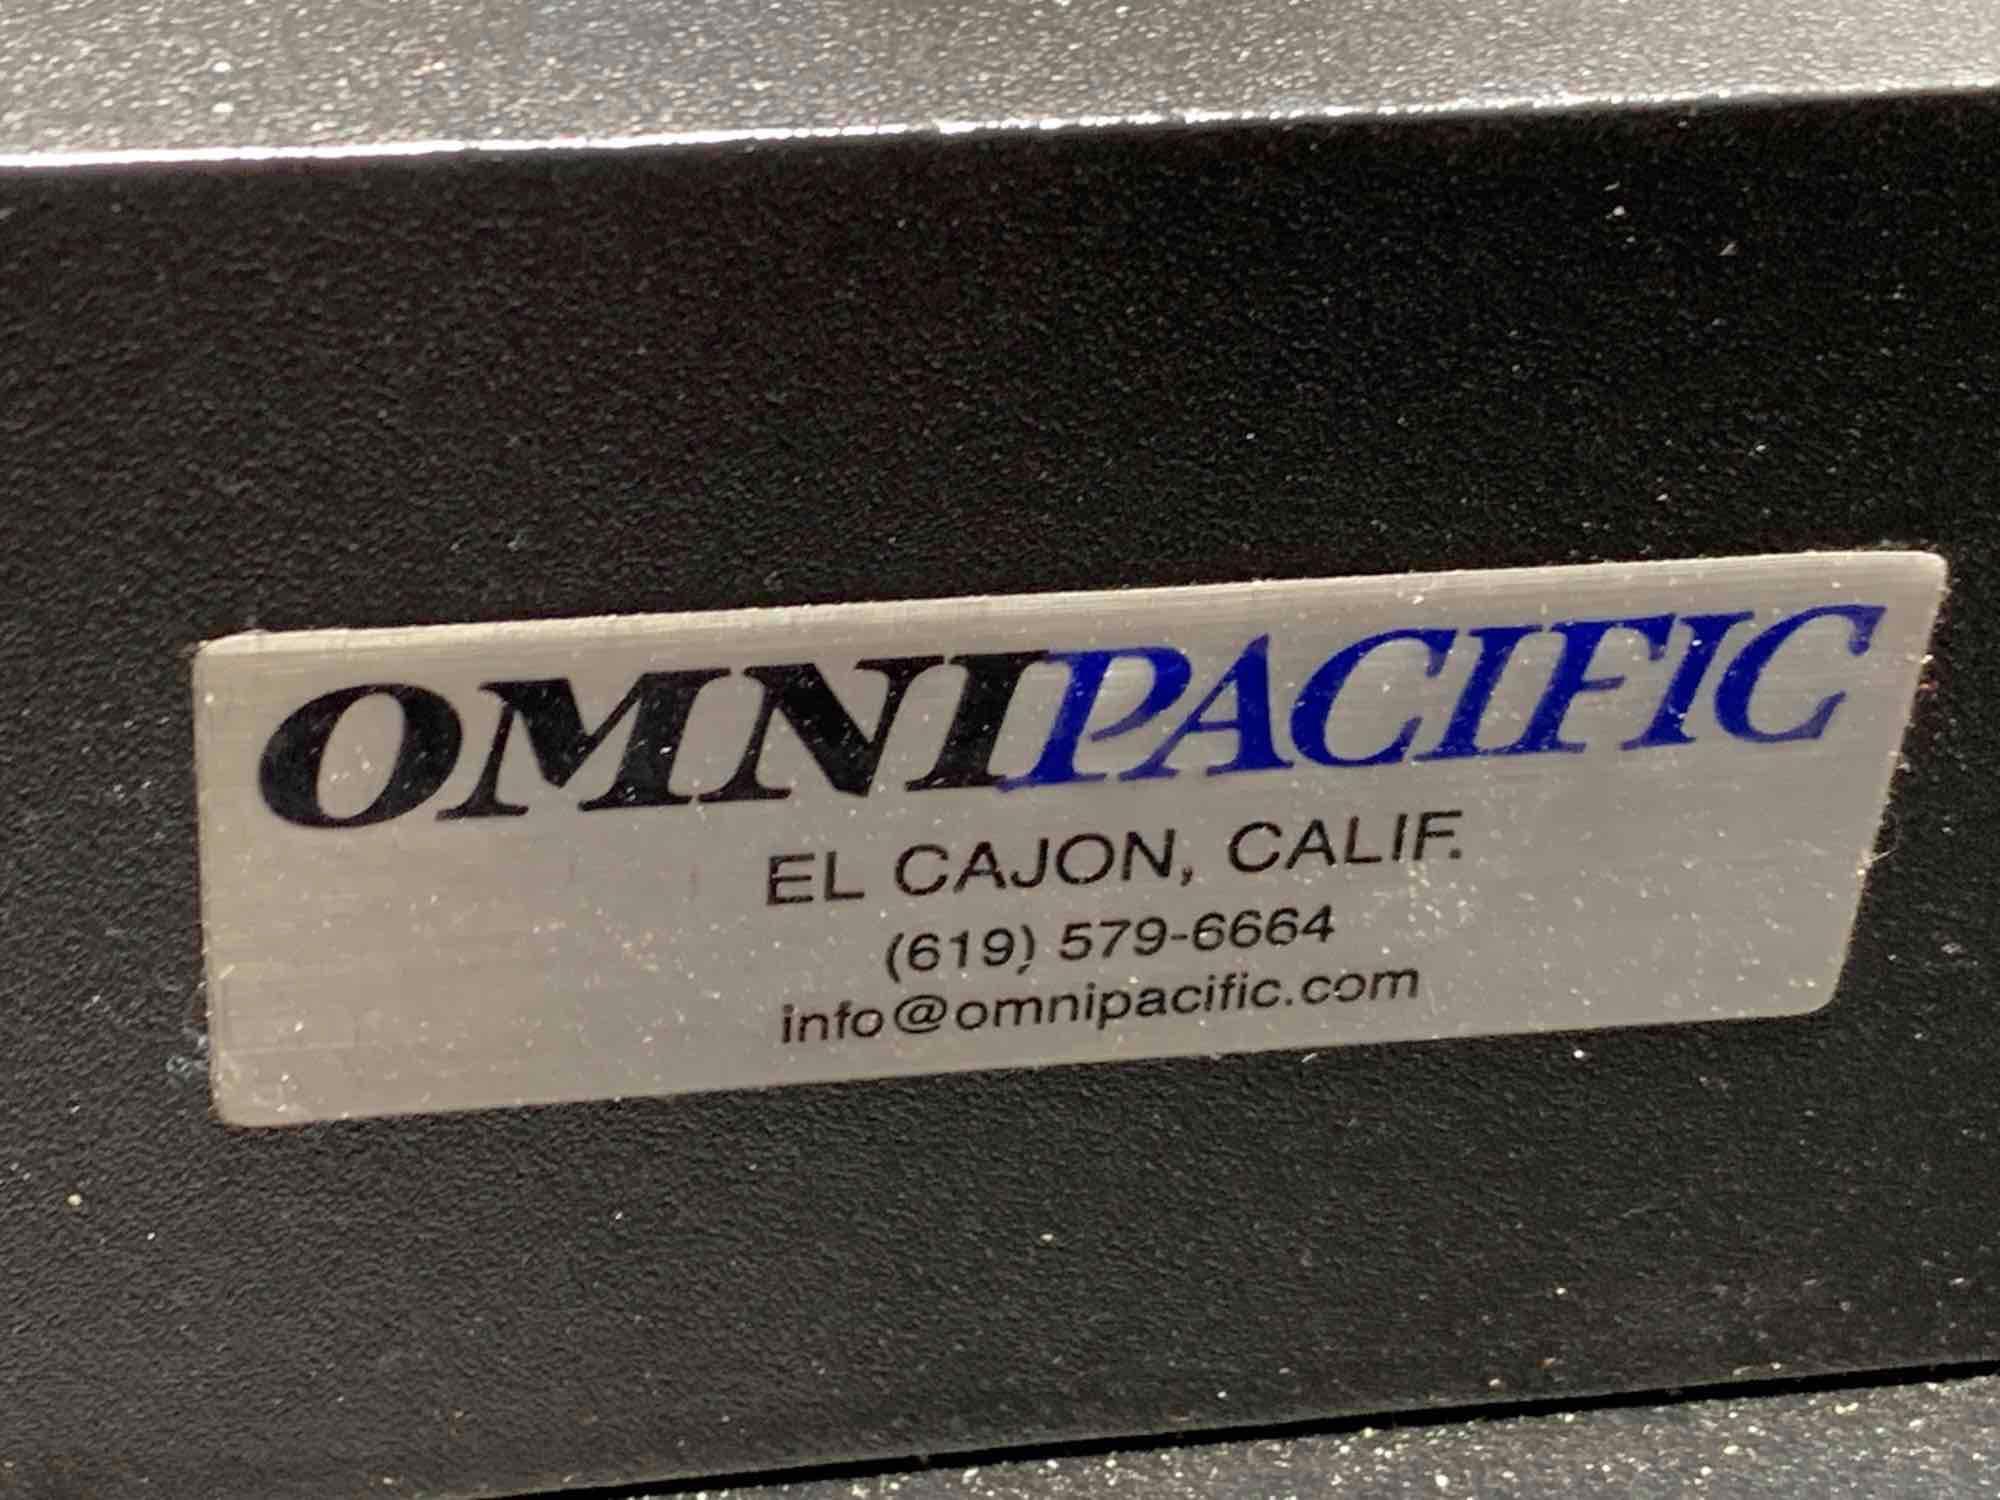 OMNIPACIFIC
EL CAJON, CALIF.
(619) 579-6664
info@omnipacific.com